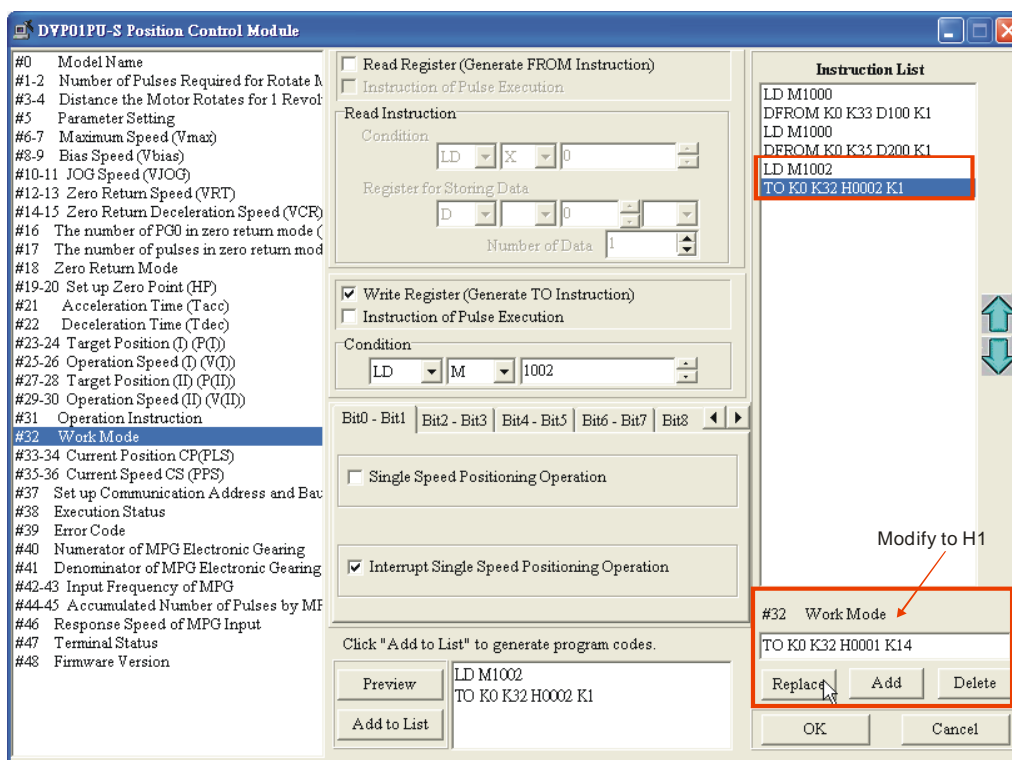 DVP01PU-S Position Control Module
#0 Model Name
#1-2 Number of Pulses Required for Rotate
#3-4 Distance the Motor Rotates for 1 Revol
#5 Parameter Setting
#6-7 Maximum Speed (Vmax)
#8-9 Bias Speed (Vbias)
#10-11 JOG Speed (VJOG)
#12-13 Zero Return Speed (VRT)
#14-15 Zero Return Deceleration Speed (VCR)
#16 The number of PG0 in zero return mode (
#17 The number of pulses in zero return mod
#18 Zero Return Mode
#19-20 Set up Zero Point (HP)
#21 Acceleration Time (Tacc)
#22 Deceleration Time (Tdec)
#23-24 Target Position (I) (P(I))
#25-26 Operation Speed (I) (V(I))
#27-28 Target Position (II) (P(II))
#29-30 Operation Speed (II) (V(II))
#31 Operation Instruction
#32 Work Mode
#33-34 Current Position CP(PLS)
#35-36 Current Speed CS (PPS)
#37 Set up Communication Address and Bau
#38 Execution Status
#39 Error Code
#40 Numerator of MPG Electronic Gearing
#41 Denominator of MPG Electronic Gearing
#42-43 Input Frequency of MPG
#44-45 Accumulated Number of Pulses by
#46 Response Speed of MPG Input
#47 Terminal Status
#48 Firmware Version
Read Register (Generate FROM Instruction)
Instruction of Pulse Execution
Read Instruction
Condition
LD X 0
Register for Storing Data
D 0
Number of Data 1
Write Register (Generate TO Instruction)
Instruction of Pulse Execution
Condition
LD M 1002
Bit0 - Bit1 Bit2 - Bit3 Bit4 - Bit5 Bit6 - Bit7 Bit8
Single Speed Positioning Operation
Interrupt Single Speed Positioning Operation
Click "Add to List" to generate program codes.
Preview
Add to List
LD M1002
TO K0 K32 H0002 K1
Instruction List
LD M1000
DFROM K0 K33 D100 K1
LD M1000
DFROM K0 K35 D200 K1
LD M1002
TO K0 K32 H0002 K1
Modify to H1
#32 Work Mode
TO K0 K32 H0001 K14
Replace Add Delete
OK Cancel